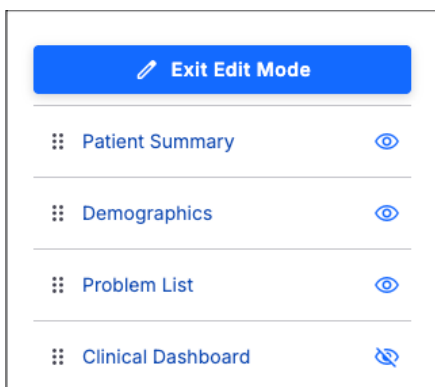 Exit Edit Mode
Patient Summary
Demographics
Problem List
Clinical Dashboard